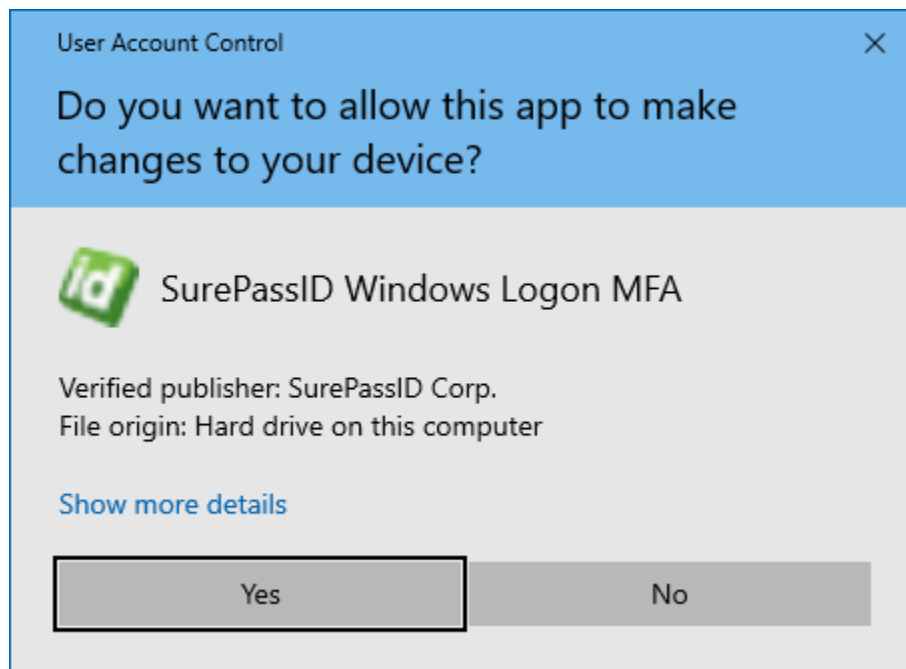 User Account Control
Do you want to allow this app to make
changes to your device?
id
SurePassID Windows Logon MFA
Verified publisher: SurePassID Corp.
File origin: Hard drive on this computer
Show more details
Yes
No